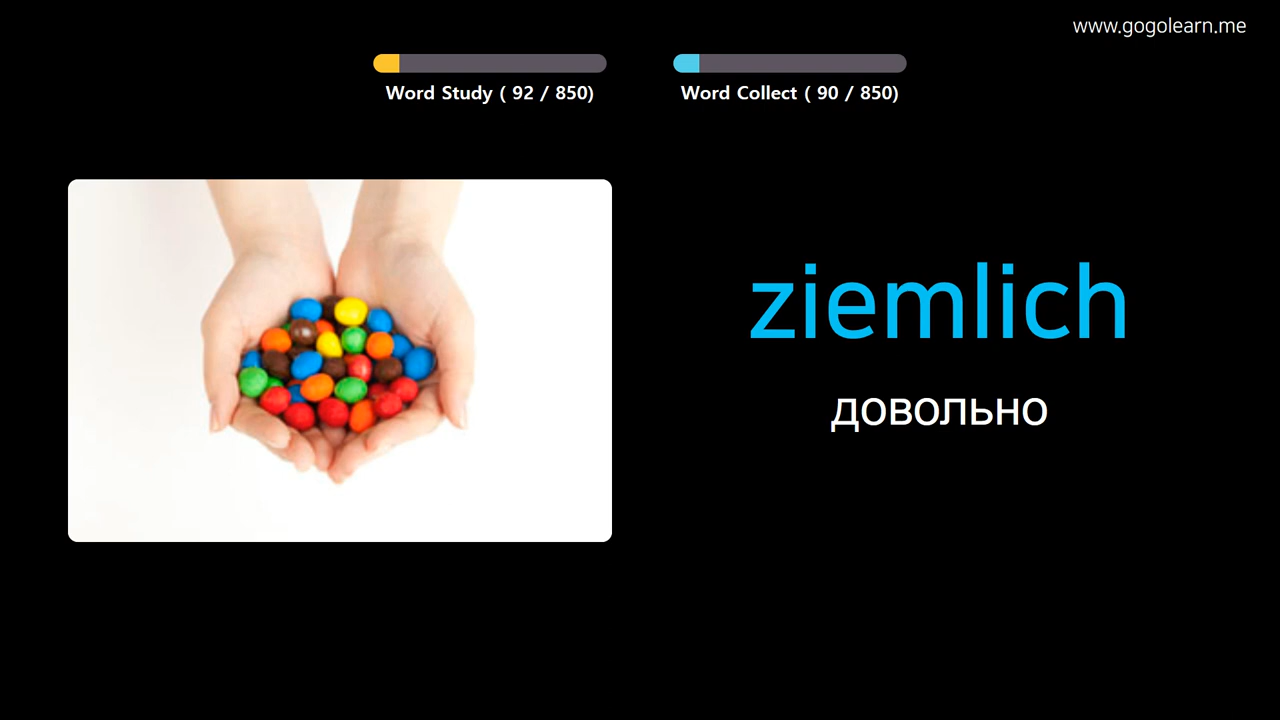 www.gogolearn.me
Word Study ( 92 / 850)
Word Collect ( 90 / 850)
ziemlich
довольно